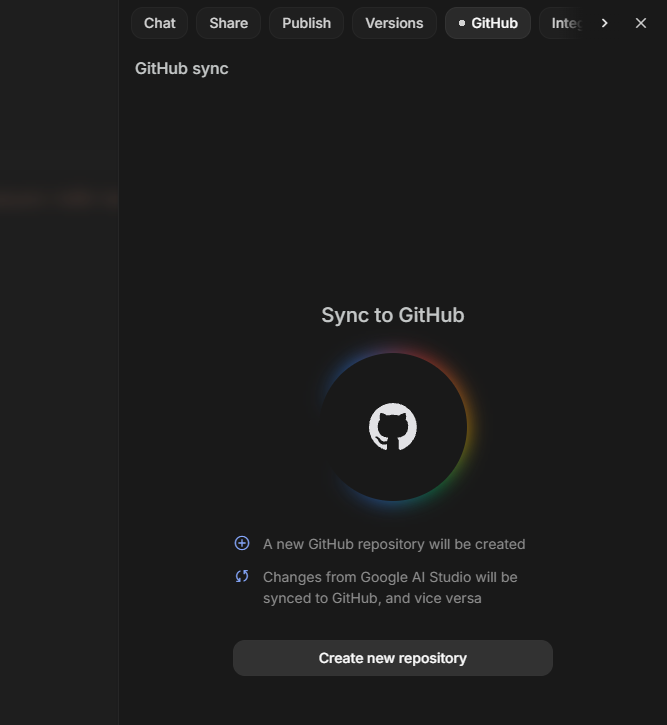 Chat
Share
Publish
Versions
GitHub
GitHub sync
Sync to GitHub
A new GitHub repository will be created
Changes from Google AI Studio will be
synced to GitHub, and vice versa
Create new repository